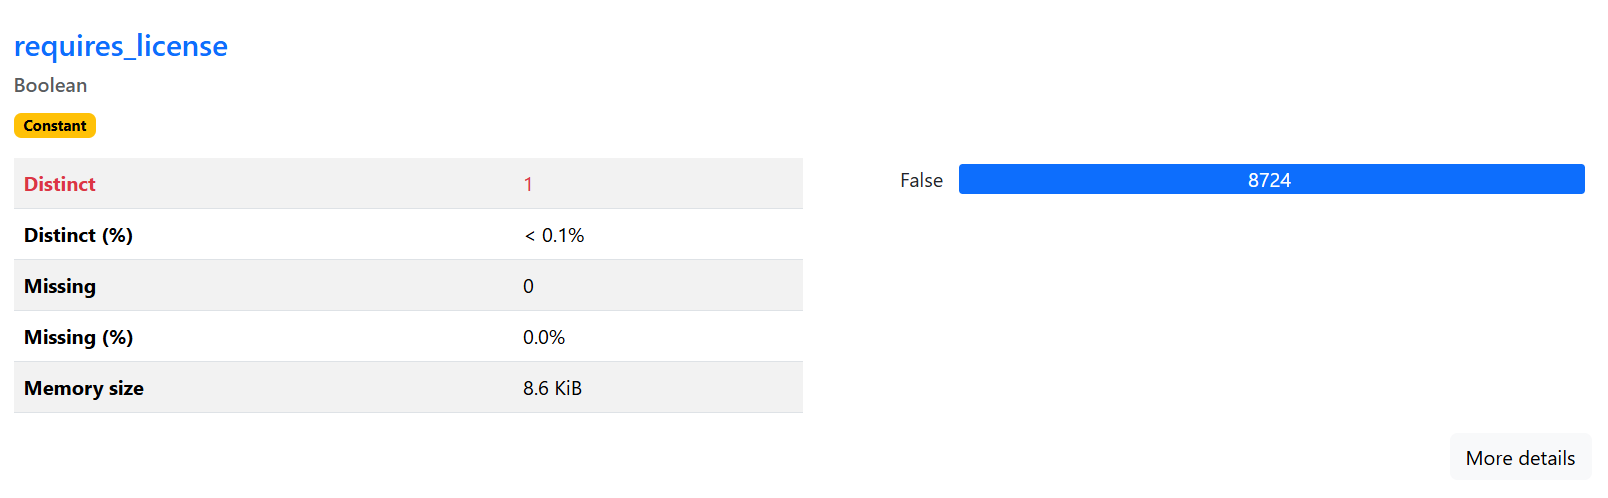 requires_license
Boolean
Constant
Distinct 1
Distinct (%) < 0.1%
Missing 0
Missing (%) 0.0%
Memory size 8.6 KiB
False 8724
More details